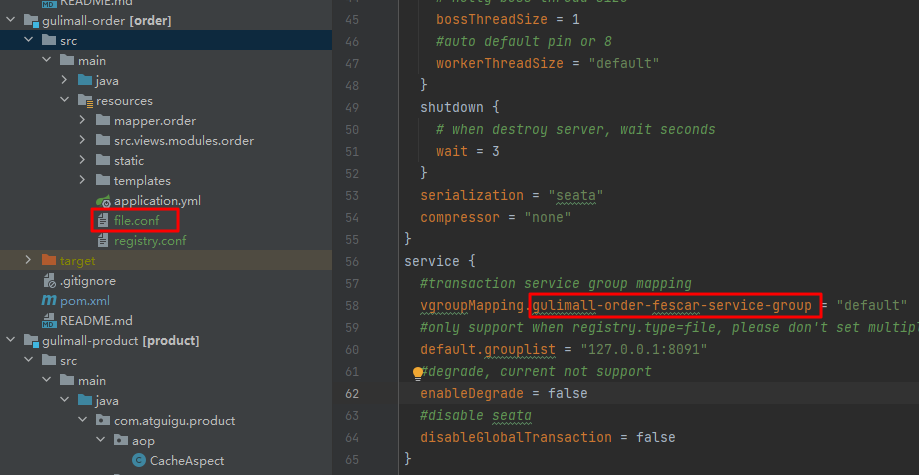 README.md
gulimall-order [order]
src
main
java
resources
mapper.order
src.views.modules.order
static
templates
application.yml
file.conf
registry.conf
target
.gitignore
pom.xml
README.md
gulimall-product [product]
src
main
java
com.atguigu.product
aop
CacheAspect
45 bossThreadSize = 1
46 #auto default pin or 8
47 workerThreadSize = "default"
48 }
49 shutdown {
50 # when destroy server, wait seconds
51 wait = 3
52 }
53 serialization = "seata"
54 compressor = "none"
55 }
56 service {
57 #transaction service group mapping
58 vgroupMapping.gulimall-order-fescar-service-group = "default"
59 #only support when registry.type=file, please don't set multipl
60 default.grouplist = "127.0.0.1:8091"
61 #degrade, current not support
62 enableDegrade = false
63 #disable seata
64 disableGlobalTransaction = false
65 }